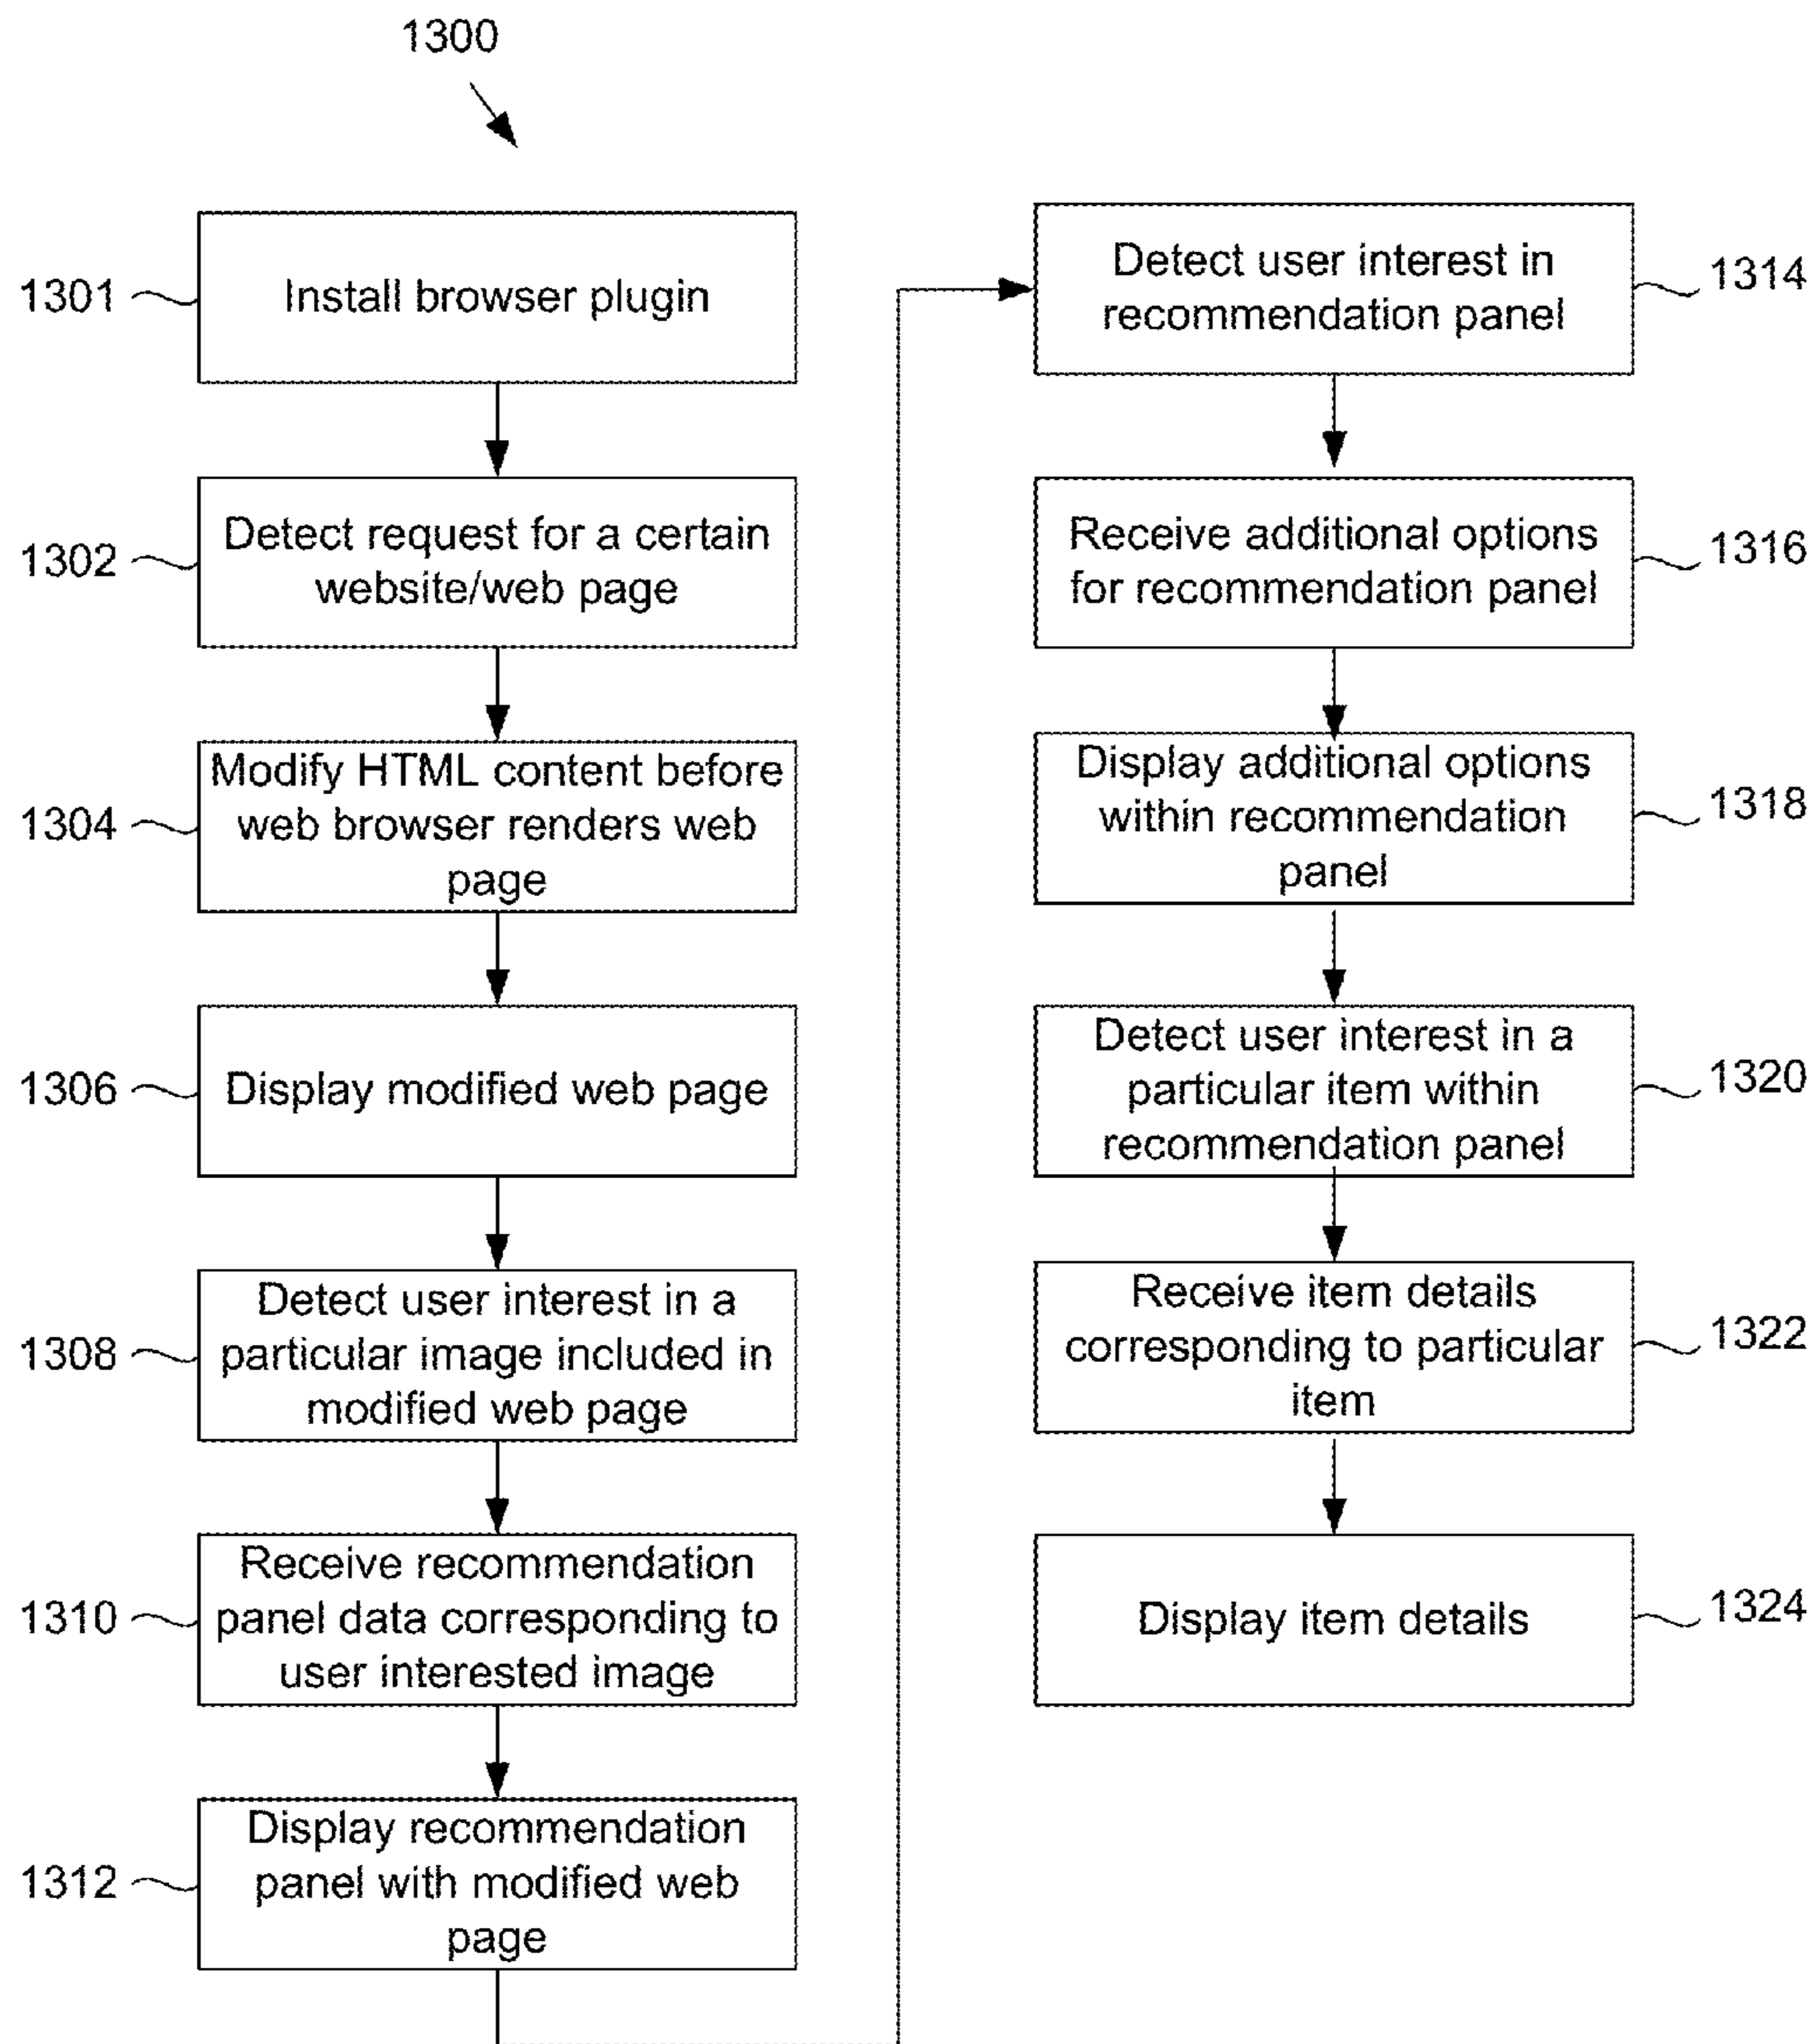 1300
1301
Install browser plugin
1302
Detect request for a certain
website/web page
1304
Modify HTML content before
web browser renders web
page
1306
Display modified web page
1308
Detect user interest in a
particular image included in
modified web page
1310
Receive recommendation
panel data corresponding to
user interested image
1312
Display recommendation
panel with modified web
page
Detect user interest in
recommendation panel
1314
Receive additional options
for recommendation panel
1316
Display additional options
within recommendation
panel
1318
Detect user interest in a
particular item within
recommendation panel
1320
Receive item details
corresponding to particular
item
1322
Display item details
1324